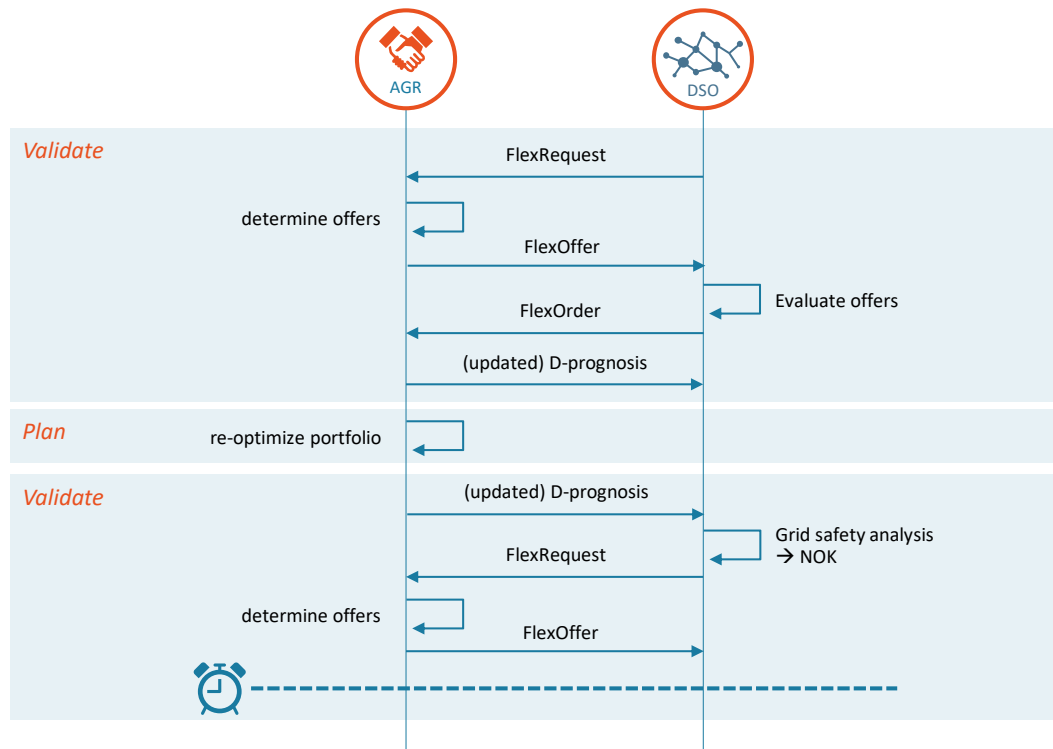 AGR
DSO
Validate
FlexRequest
determine offers
FlexOffer
Evaluate offers
FlexOrder
(updated) D-prognosis
Plan
re-optimize portfolio
Validate
(updated) D-prognosis
Grid safety analysis
→ NOK
FlexRequest
determine offers
FlexOffer